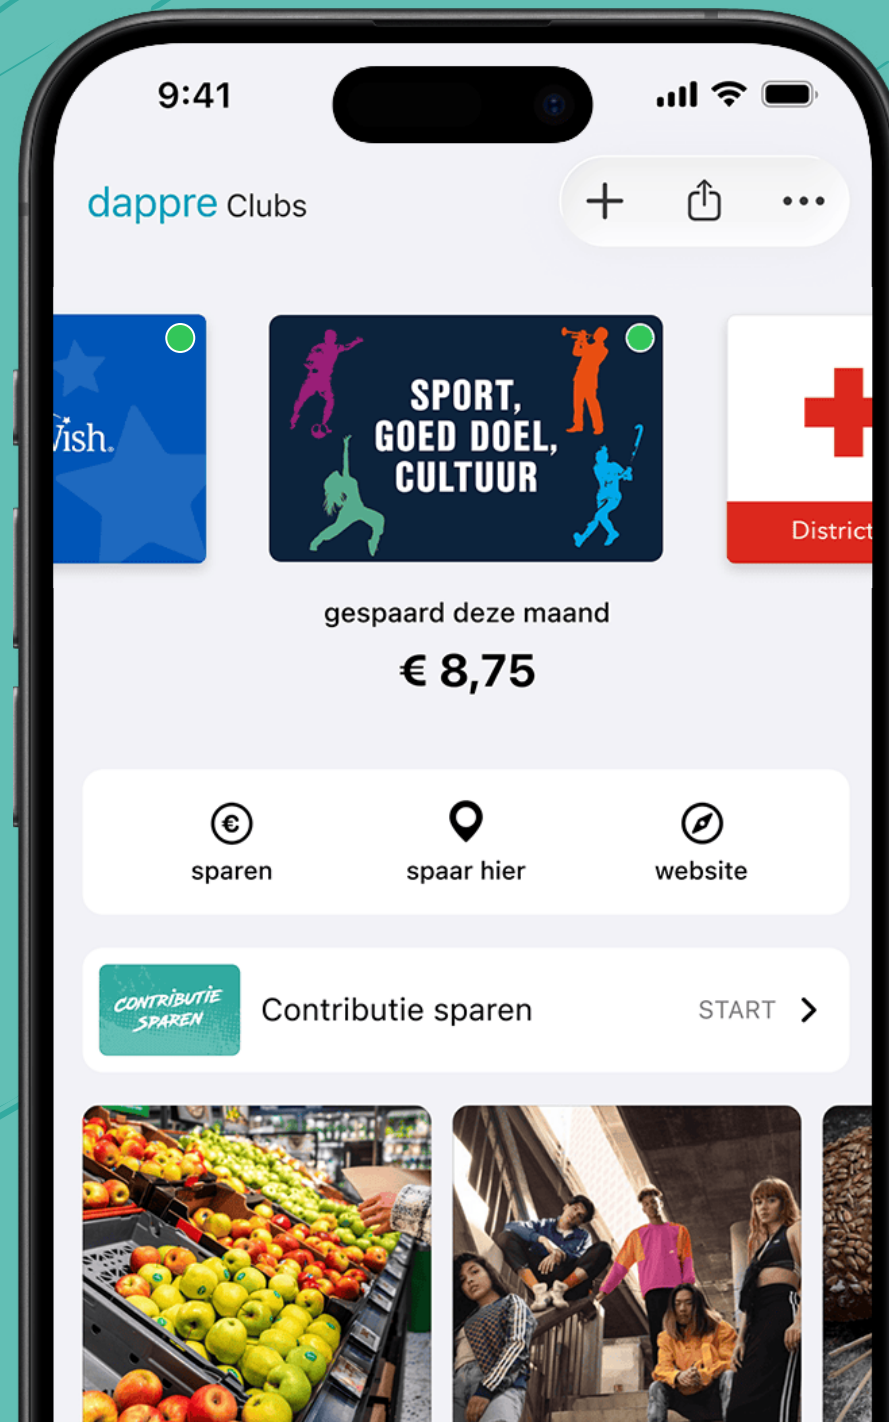 9:41
dappre Clubs
ish.
SPORT,
GOED DOEL,
CULTUUR
District
gespaard deze maand
€ 8,75
sparen
spaar hier
website
CONTRIBUTIE
SPAREN
Contributie sparen
START